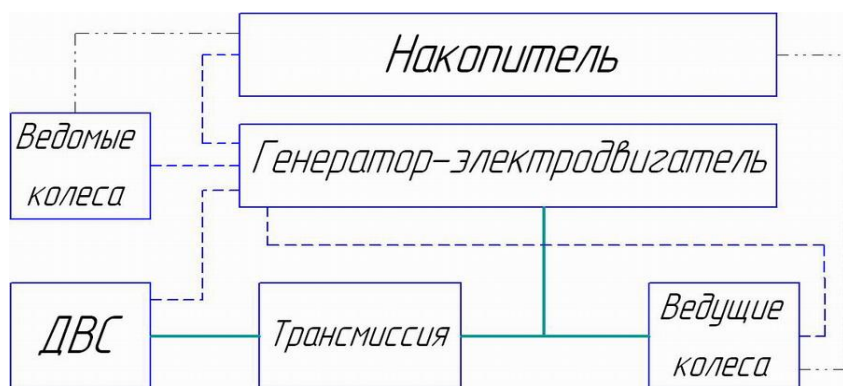 Накопитель
Ведомые
колеса
Генератор-электродвигатель
ДВС
Трансмиссия
Ведущие
колеса